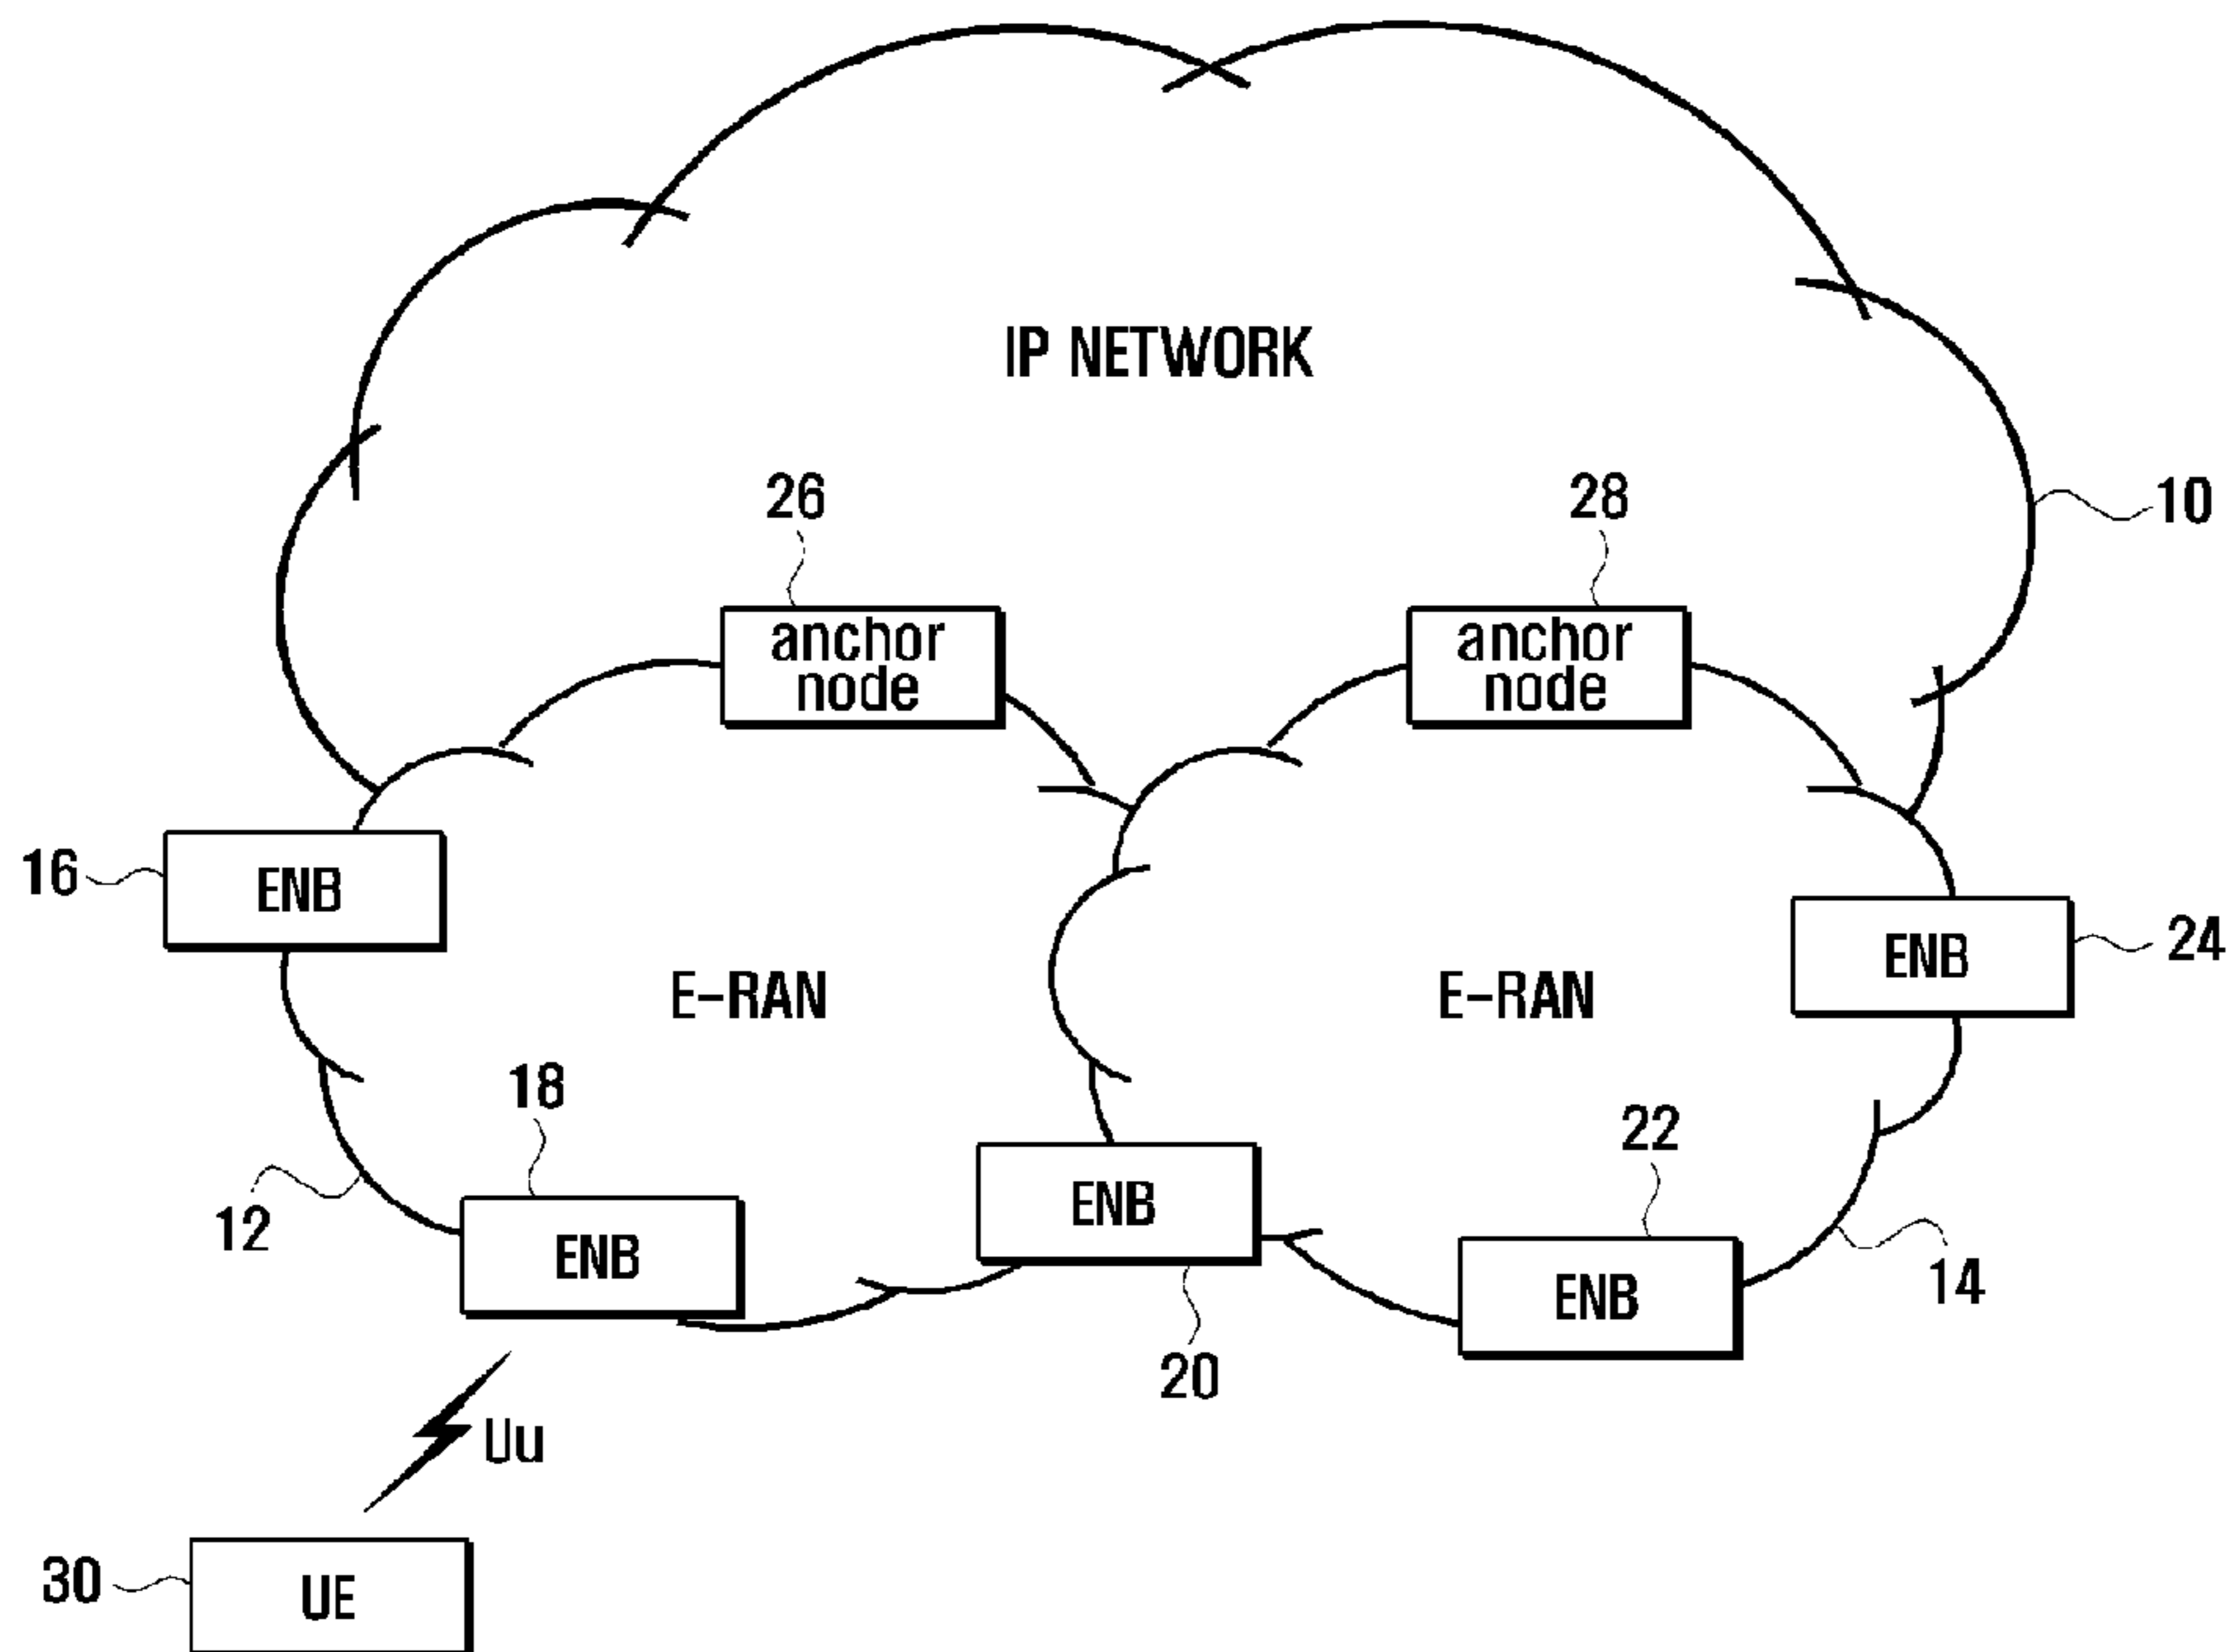 IP NETWORK
26
28
10
anchor
node
anchor
node
16
ENB
ENB
24
E-RAN
E-RAN
18
22
12
ENB
ENB
ENB
14
20
Uu
30
UE